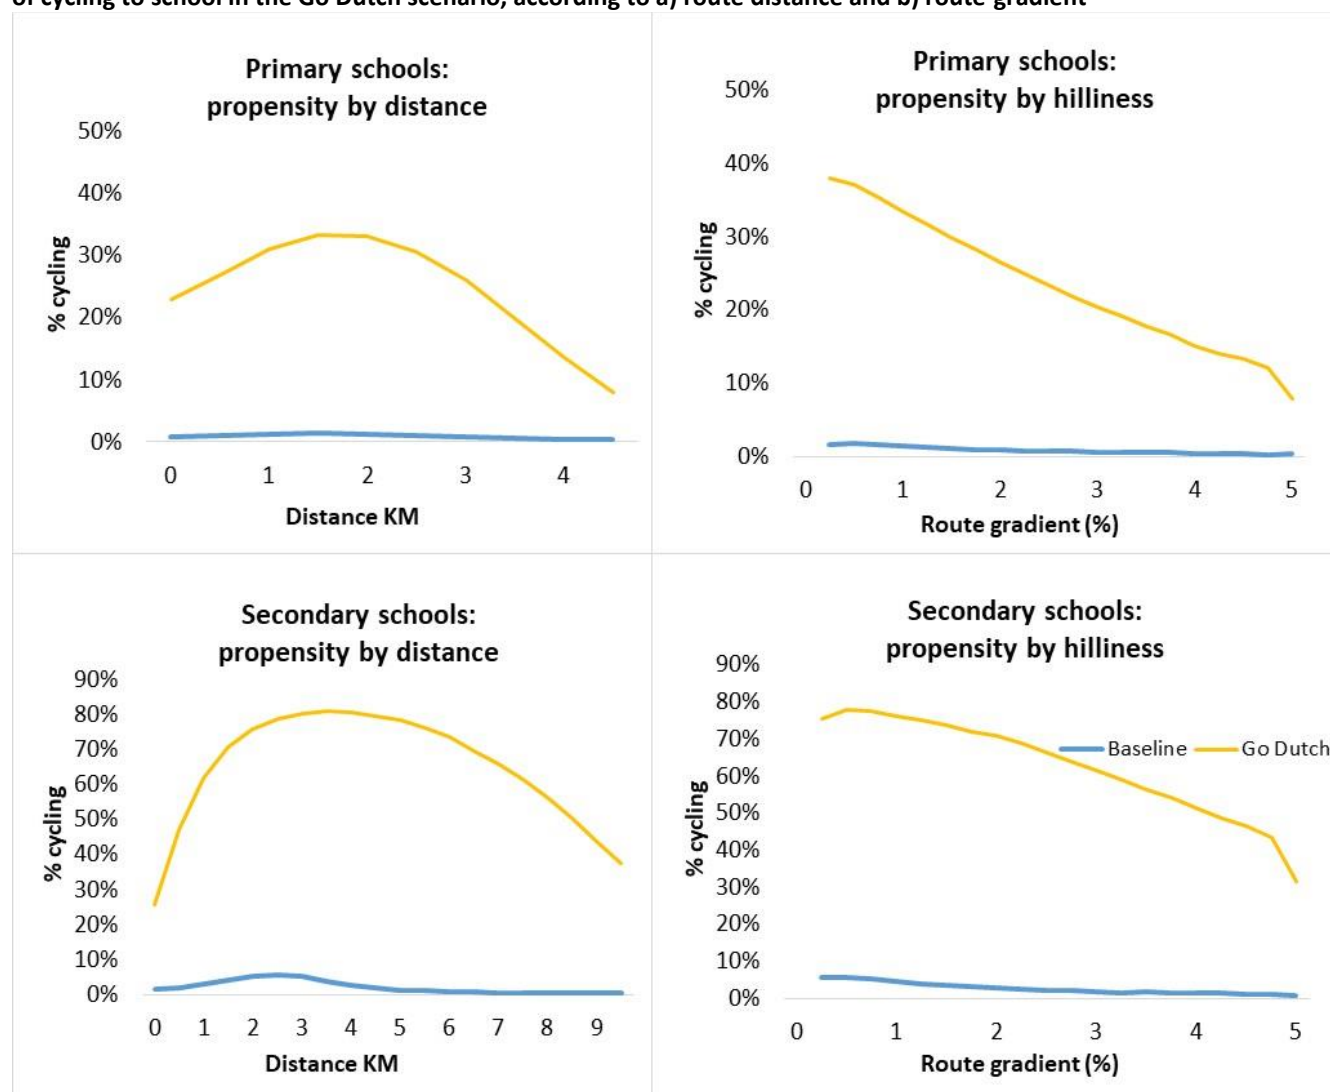 of cycling to school in the Go Dutch scenario, according to a) route distance and b) route gradient
Primary schools:
propensity by distance
50%
40%
30%
20%
10%
0%
% cycling
0 1 2 3 4
Distance KM
Primary schools:
propensity by hilliness
50%
40%
30%
20%
10%
0%
% cycling
0 1 2 3 4 5
Route gradient (%)
Secondary schools:
propensity by distance
90%
80%
70%
60%
50%
40%
30%
20%
10%
0%
% cycling
0 1 2 3 4 5 6 7 8 9
Distance KM
Secondary schools:
propensity by hilliness
90%
80%
70%
60%
50%
40%
30%
20%
10%
0%
% cycling
Baseline Go Dutch
0 1 2 3 4 5
Route gradient (%)